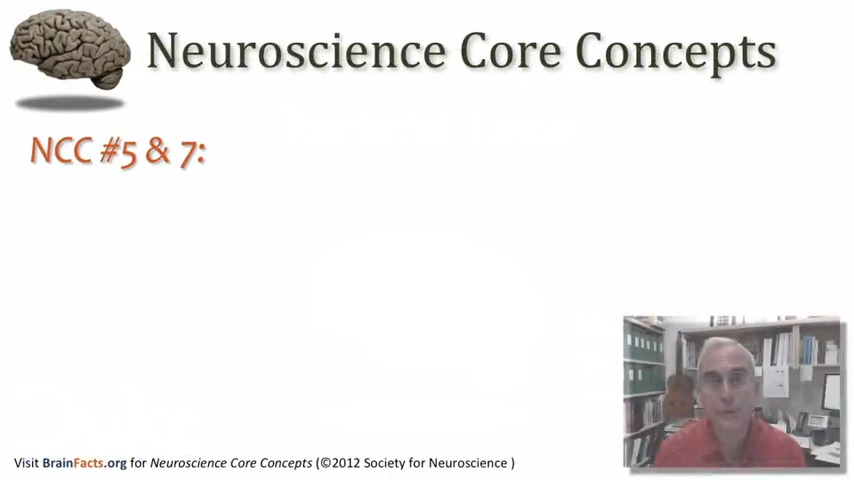 Neuroscience Core Concepts
NCC #5 & 7:
Visit BrainFacts.org for Neuroscience Core Concepts (©2012 Society for Neuroscience )